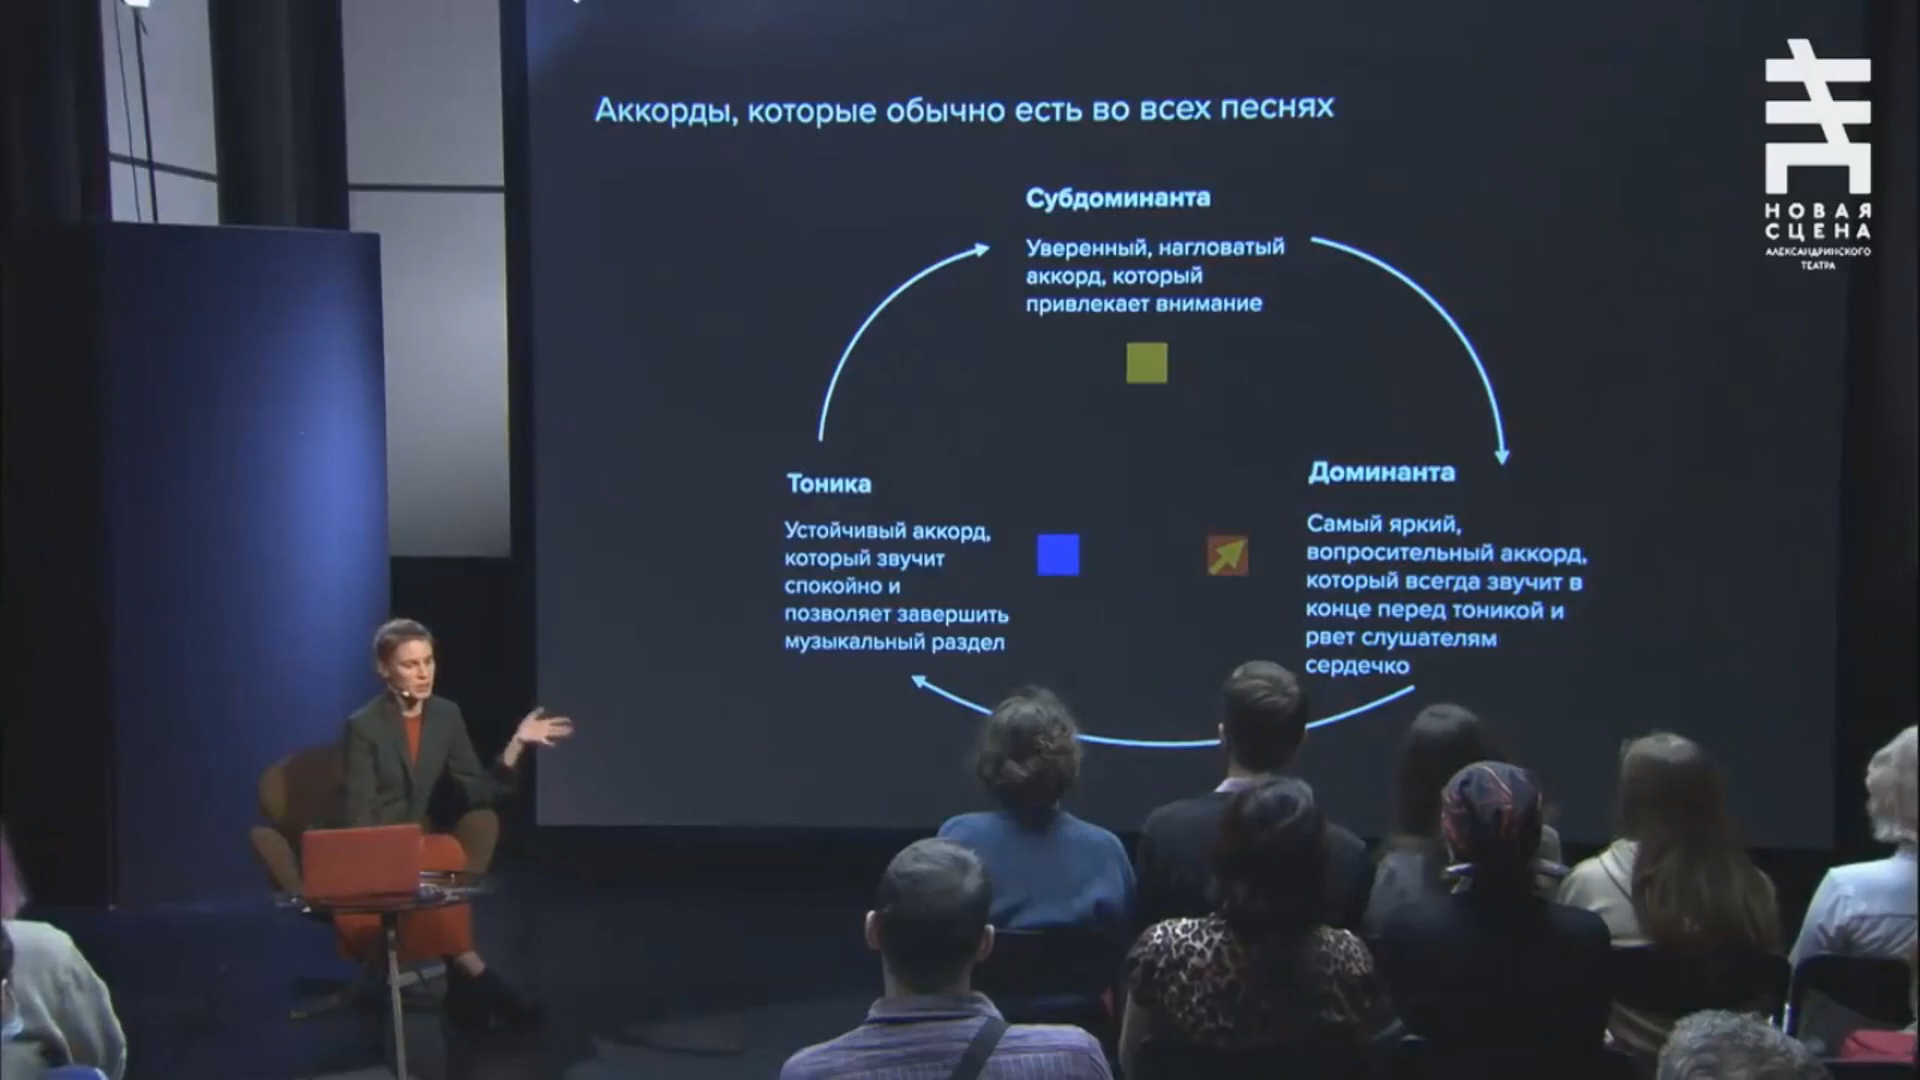 Аккорды, которые обычно есть во всех песнях
Субдоминанта
Уверенный, нагловатый
аккорд, который
привлекает внимание
Тоника
Устойчивый аккорд,
который звучит
спокойно и
позволяет завершить
музыкальный раздел
Доминанта
Самый яркий,
вопросительный аккорд,
который всегда звучит в
конце перед тоникой и
рвет слушателям
сердечко
НОВАЯ
СЦЕНА
АЛЕКСАНДРИНСКОГО
ТЕАТРА